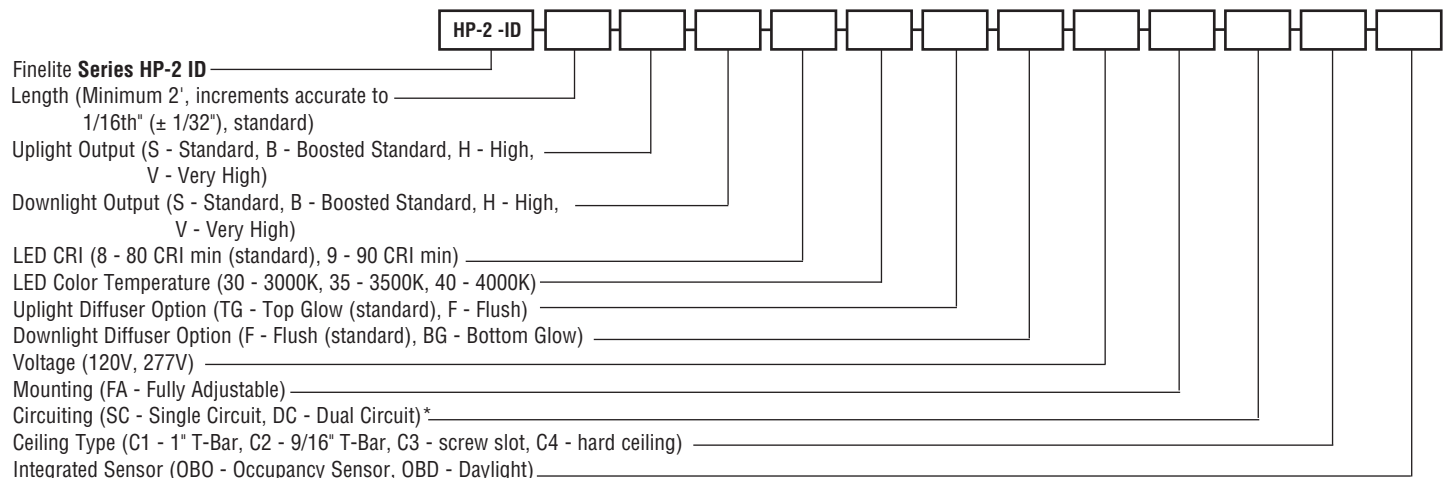 HP-2 -ID
Finelite Series HP-2 ID
Length (Minimum 2', increments accurate to
1/16th" (± 1/32"), standard)
Uplight Output (S - Standard, B - Boosted Standard, H - High,
V - Very High)
Downlight Output (S - Standard, B - Boosted Standard, H - High,
V - Very High)
LED CRI (8 - 80 CRI min (standard), 9 - 90 CRI min)
LED Color Temperature (30 - 3000K, 35 - 3500K, 40 - 4000K)
Uplight Diffuser Option (TG - Top Glow (standard), F - Flush)
Downlight Diffuser Option (F - Flush (standard), BG - Bottom Glow)
Voltage (120V, 277V)
Mounting (FA - Fully Adjustable)
Circuiting (SC - Single Circuit, DC - Dual Circuit)*
Ceiling Type (C1 - 1" T-Bar, C2 - 9/16" T-Bar, C3 - screw slot, C4 - hard ceiling)
Integrated Sensor (OBO - Occupancy Sensor, OBD - Daylight)